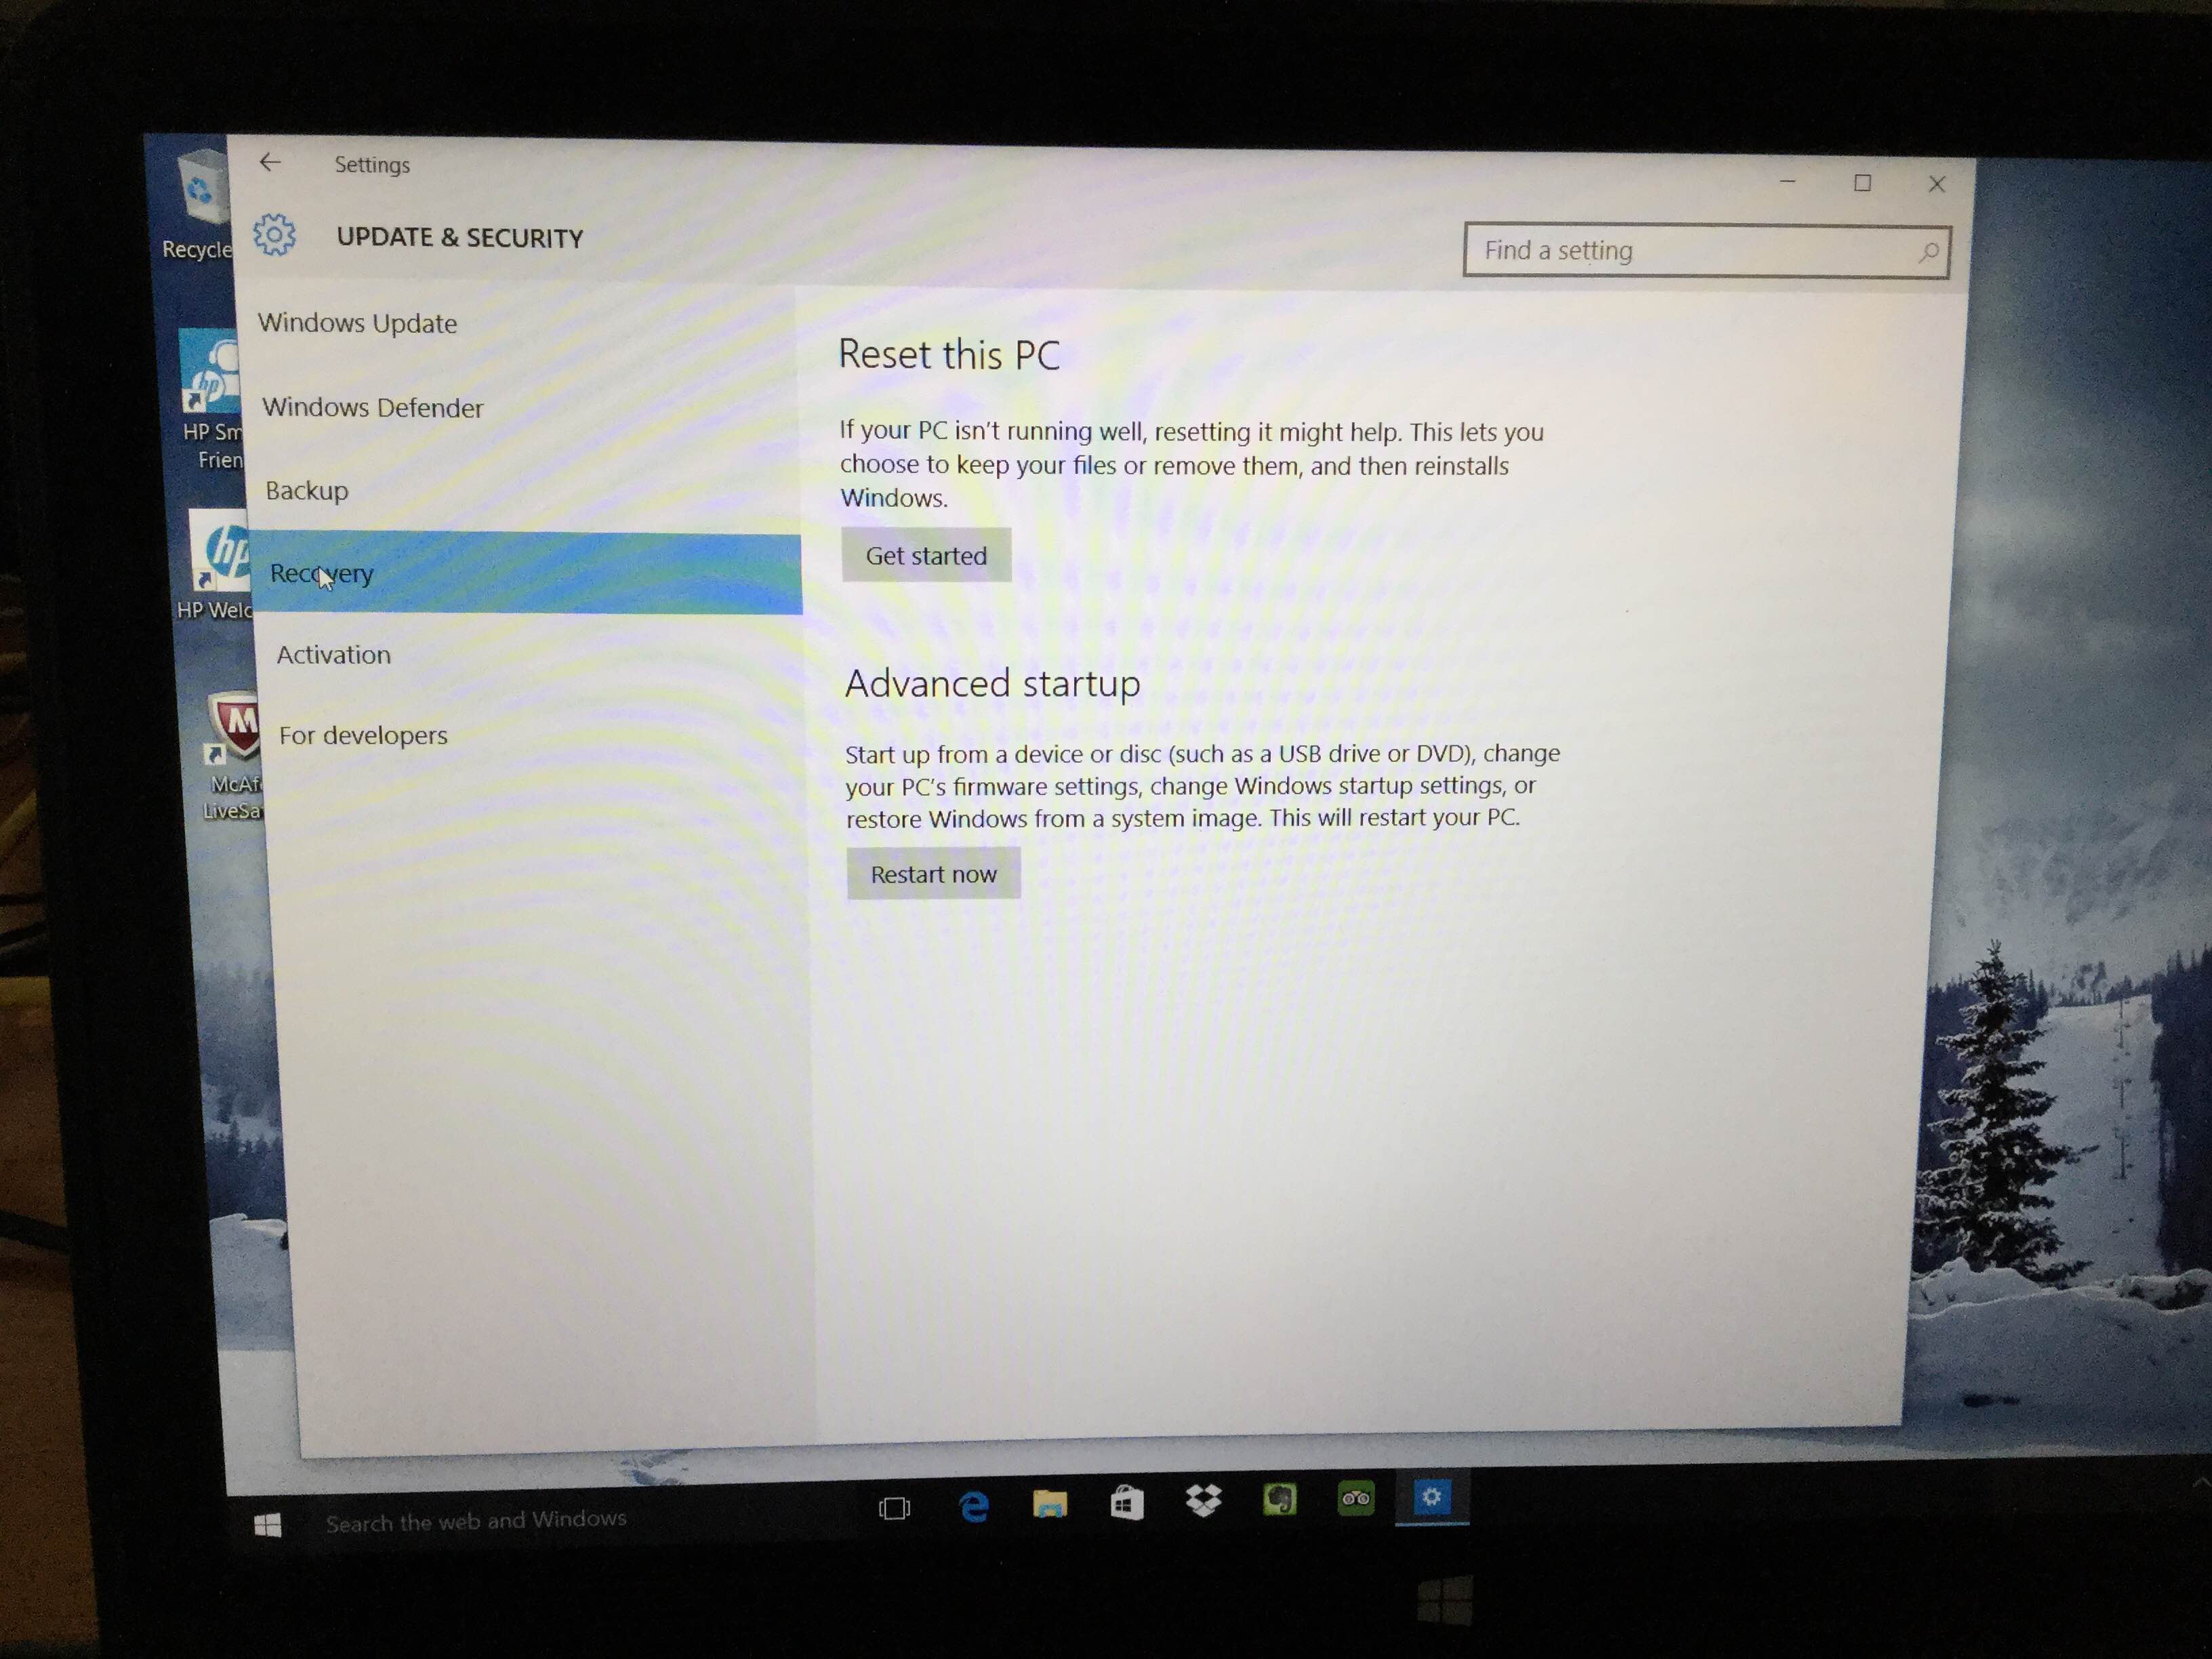 Settings
UPDATE & SECURITY
Find a setting
Windows Update
Windows Defender
Backup
Recovery
Activation
For developers
Reset this PC
If your PC isn't running well, resetting it might help. This lets you
choose to keep your files or remove them, and then reinstalls
Windows.
Get started
Advanced startup
Start up from a device or disc (such as a USB drive or DVD), change
your PC's firmware settings, change Windows startup settings, or
restore Windows from a system image. This will restart your PC.
Restart now
Recycle
hp
HP Sm
Frien
hp
HP Welc
M
McAf
LiveSa
Search the web and Windows